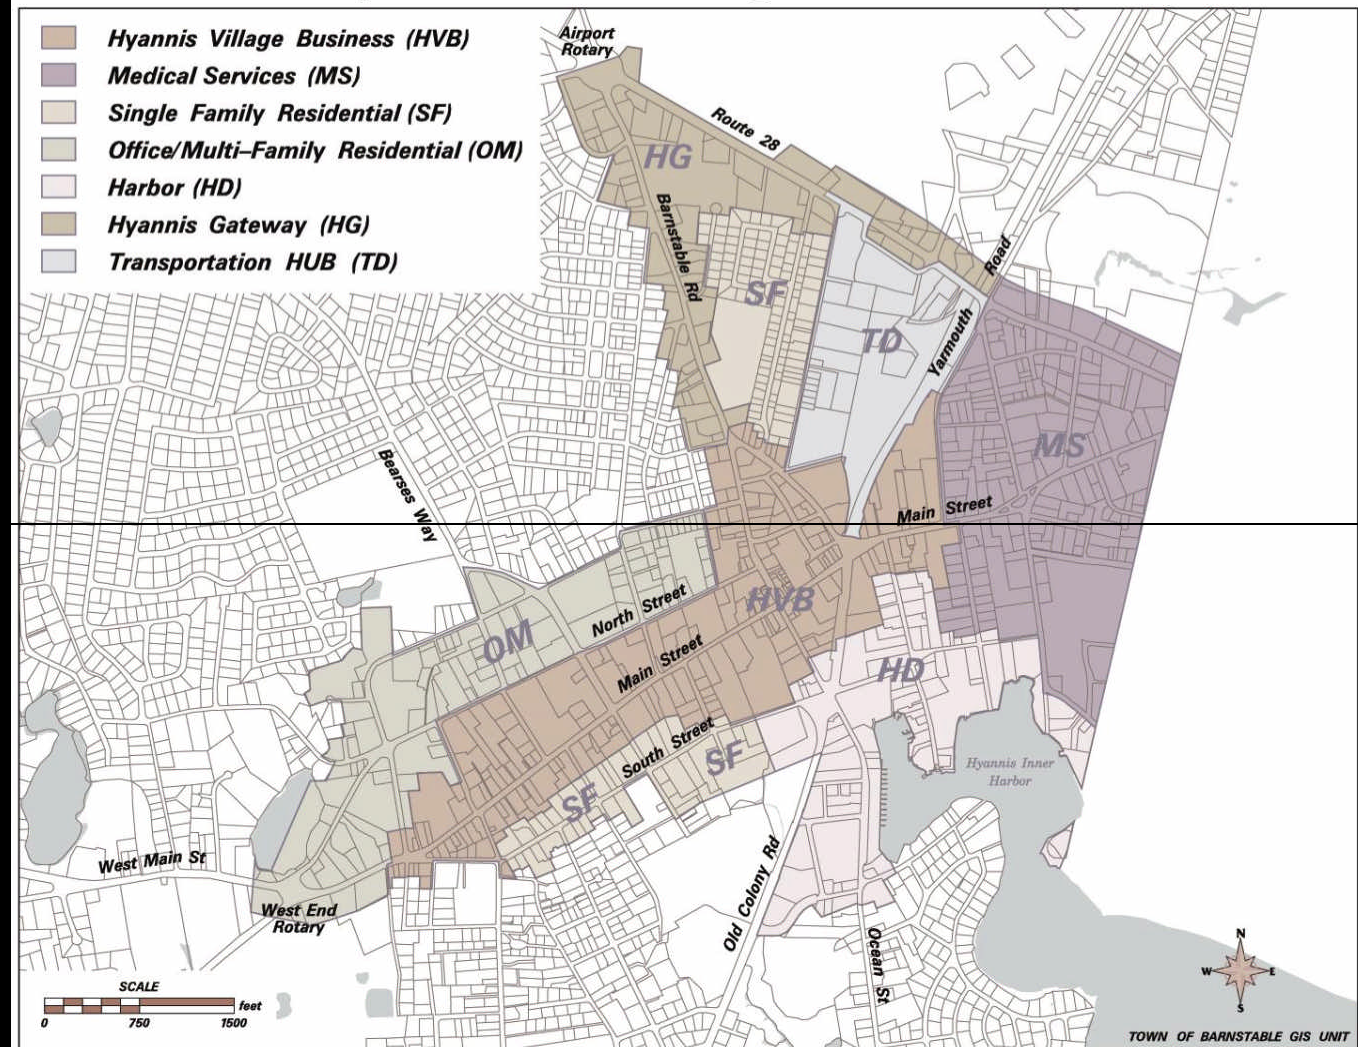 Hyannis Village Business (HVB)
Medical Services (MS)
Single Family Residential (SF)
Office/Multi–Family Residential (OM)
Harbor (HD)
Hyannis Gateway (HG)
Transportation HUB (TD)
Airport
Rotary
Route 28
HG
Barnstable Rd
Road
SF
TD
Yarmouth
MS
Bearses Way
Main Street
HVB
North Street
OM
Main Street
HD
South Street
SF
SF
Hyannis Inner
Harbor
West Main St
West End
Rotary
Old Colony Rd
Ocean St
N
W
E
S
SCALE
feet
0
750
1500
TOWN OF BARNSTABLE GIS UNIT